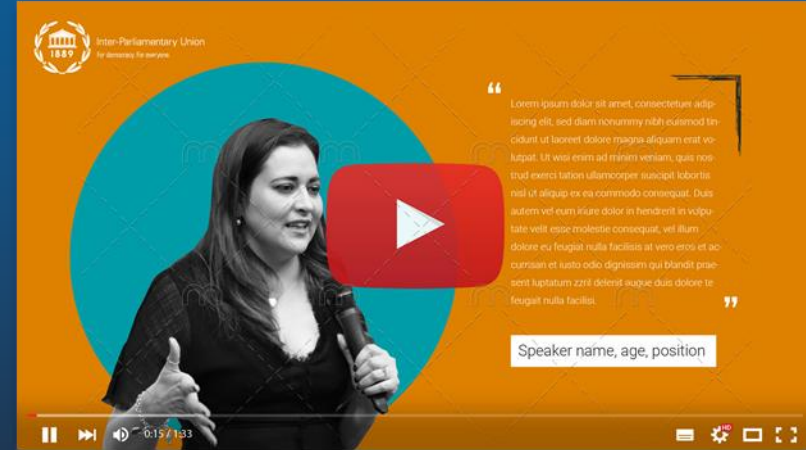 Inter-Parliamentary Union
1889
For democracy. For everyone.
“
Lorem ipsum dolor sit amet, consectetuer adip-
iscing elit, sed diam nonummy nibh euismod tin-
cidunt ut laoreet dolore magna aliquam erat vo-
lutpat. Ut wisi enim ad minim veniam, quis nos-
trud exerci tation ullamcorper suscipit lobortis
nisl ut aliquip ex ea commodo consequat. Duis
autem vel eum iriure dolor in hendrerit in vulpu-
tate velit esse molestie consequat, vel illum
dolore eu feugiat nulla facilisis at vero eros et ac-
cumsan et iusto odio dignissim qui blandit prae-
sent luptatum zzril delenit augue duis dolore te
feugait nulla facilisi.
”
Speaker name, age, position
0:15 / 1:33
HD